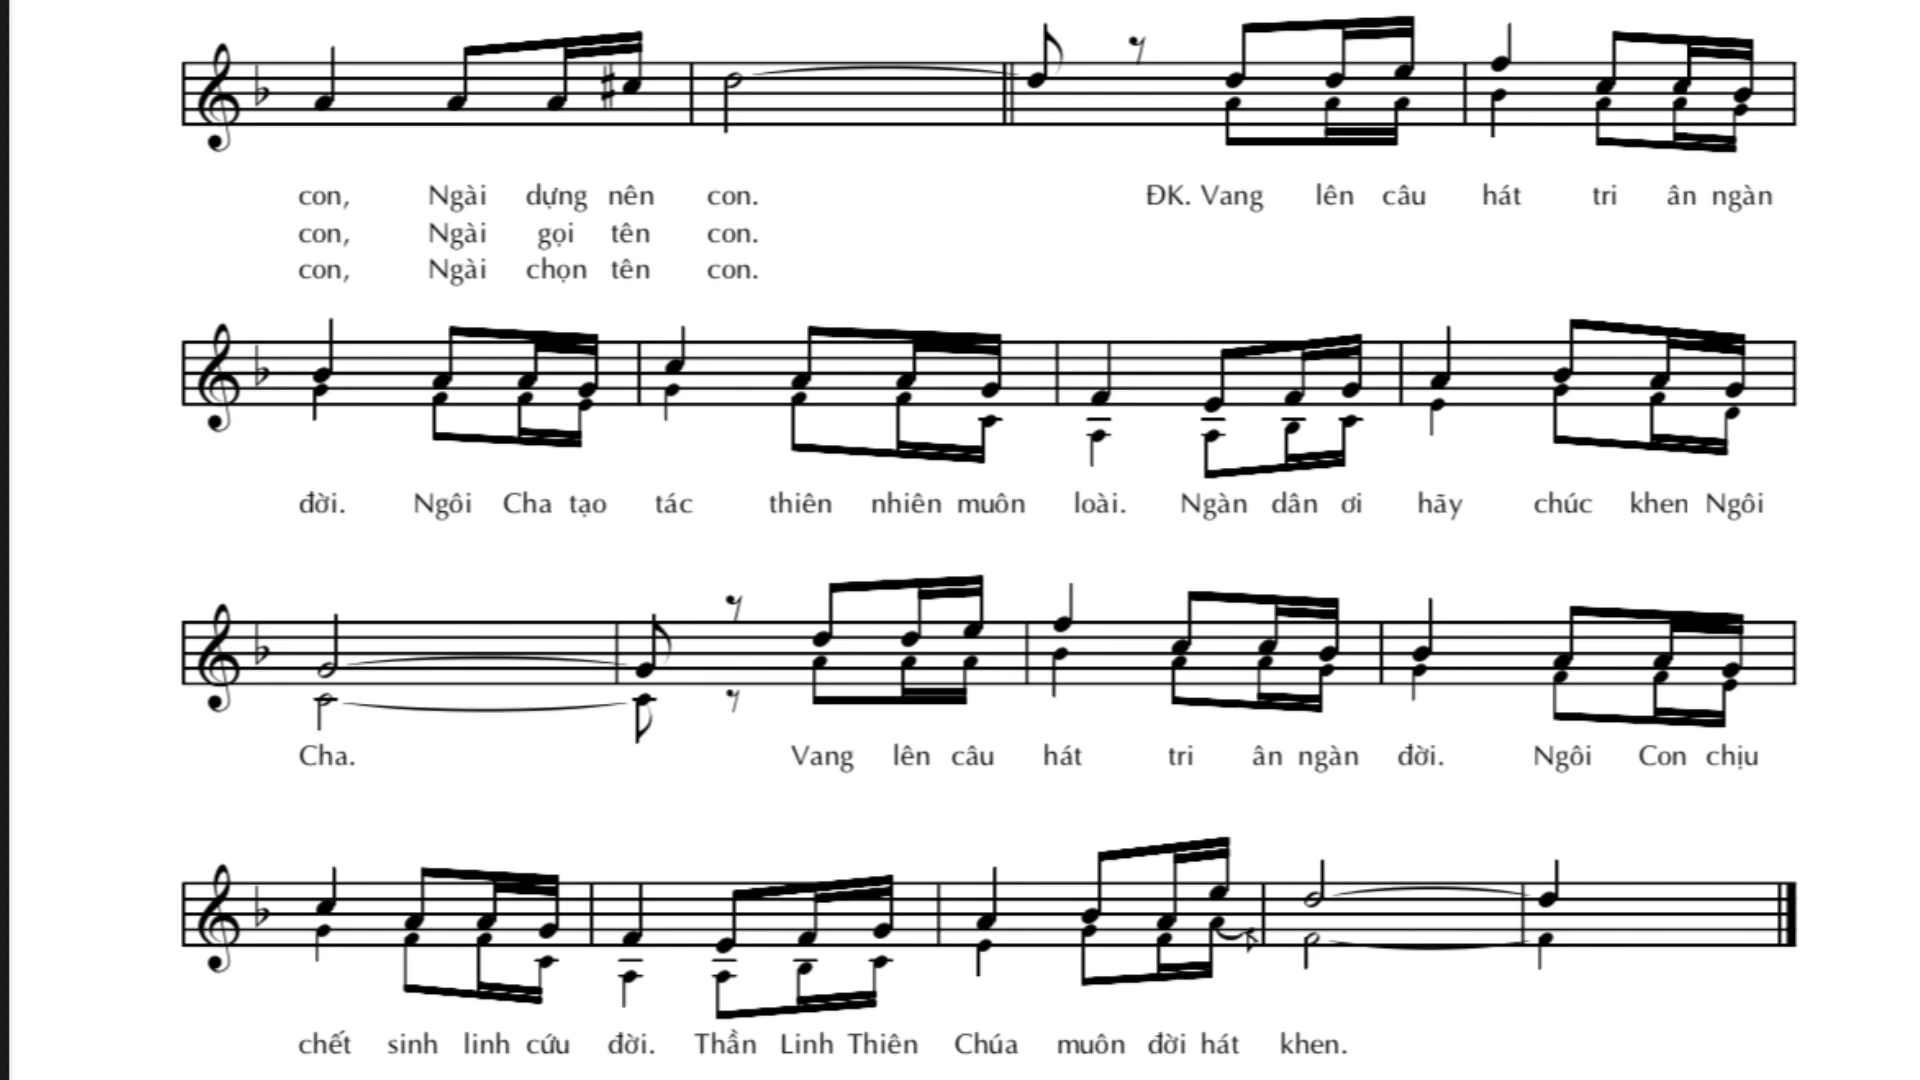 con, Ngài dựng nên con. ĐK. Vang lên câu hát tri ân ngàn
con, Ngài gọi tên con.
con, Ngài chọn tên con.
đời. Ngôi Cha tạo tác thiên nhiên muôn loài. Ngàn dân ơi hãy chúc khen Ngôi
Cha. Vang lên câu hát tri ân ngàn đời. Ngôi Con chịu
chết sinh linh cứu đời. Thần Linh Thiên Chúa muôn đời hát khen.